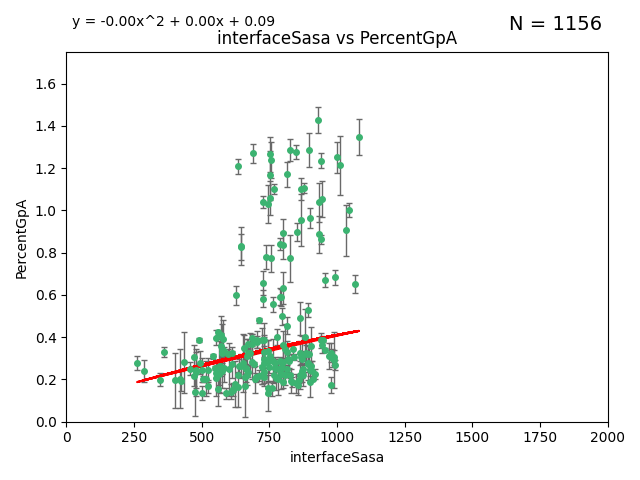 y = -0.00x^2 + 0.00x + 0.09
N = 1156
interfaceSasa vs PercentGpA
PercentGpA
1.6
1.4
1.2
1.0
0.8
0.6
0.4
0.2
0.0
0 250 500 750 1000 1250 1500 1750 2000
interfaceSasa